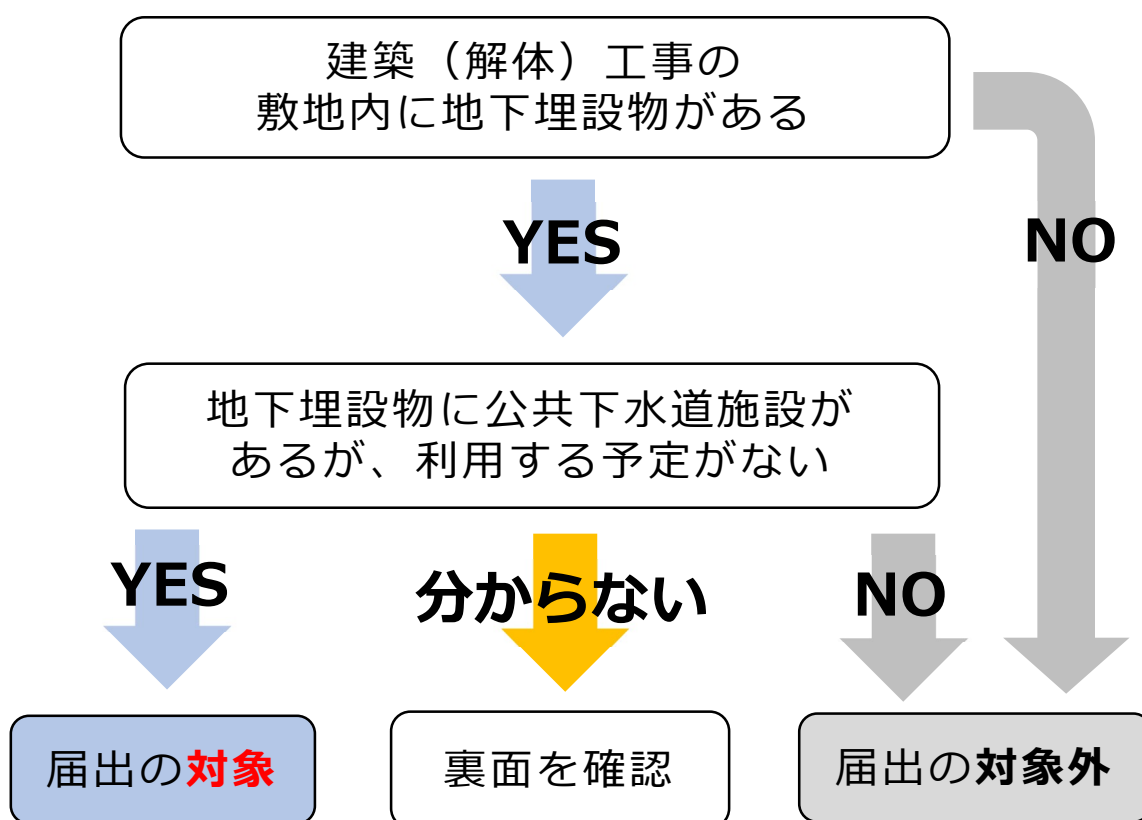 建築（解体）工事の
敷地内に地下埋設物がある
YES
NO
地下埋設物に公共下水道施設が
あるが、利用する予定がない
YES
分からない
NO
届出の対象
裏面を確認
届出の対象外